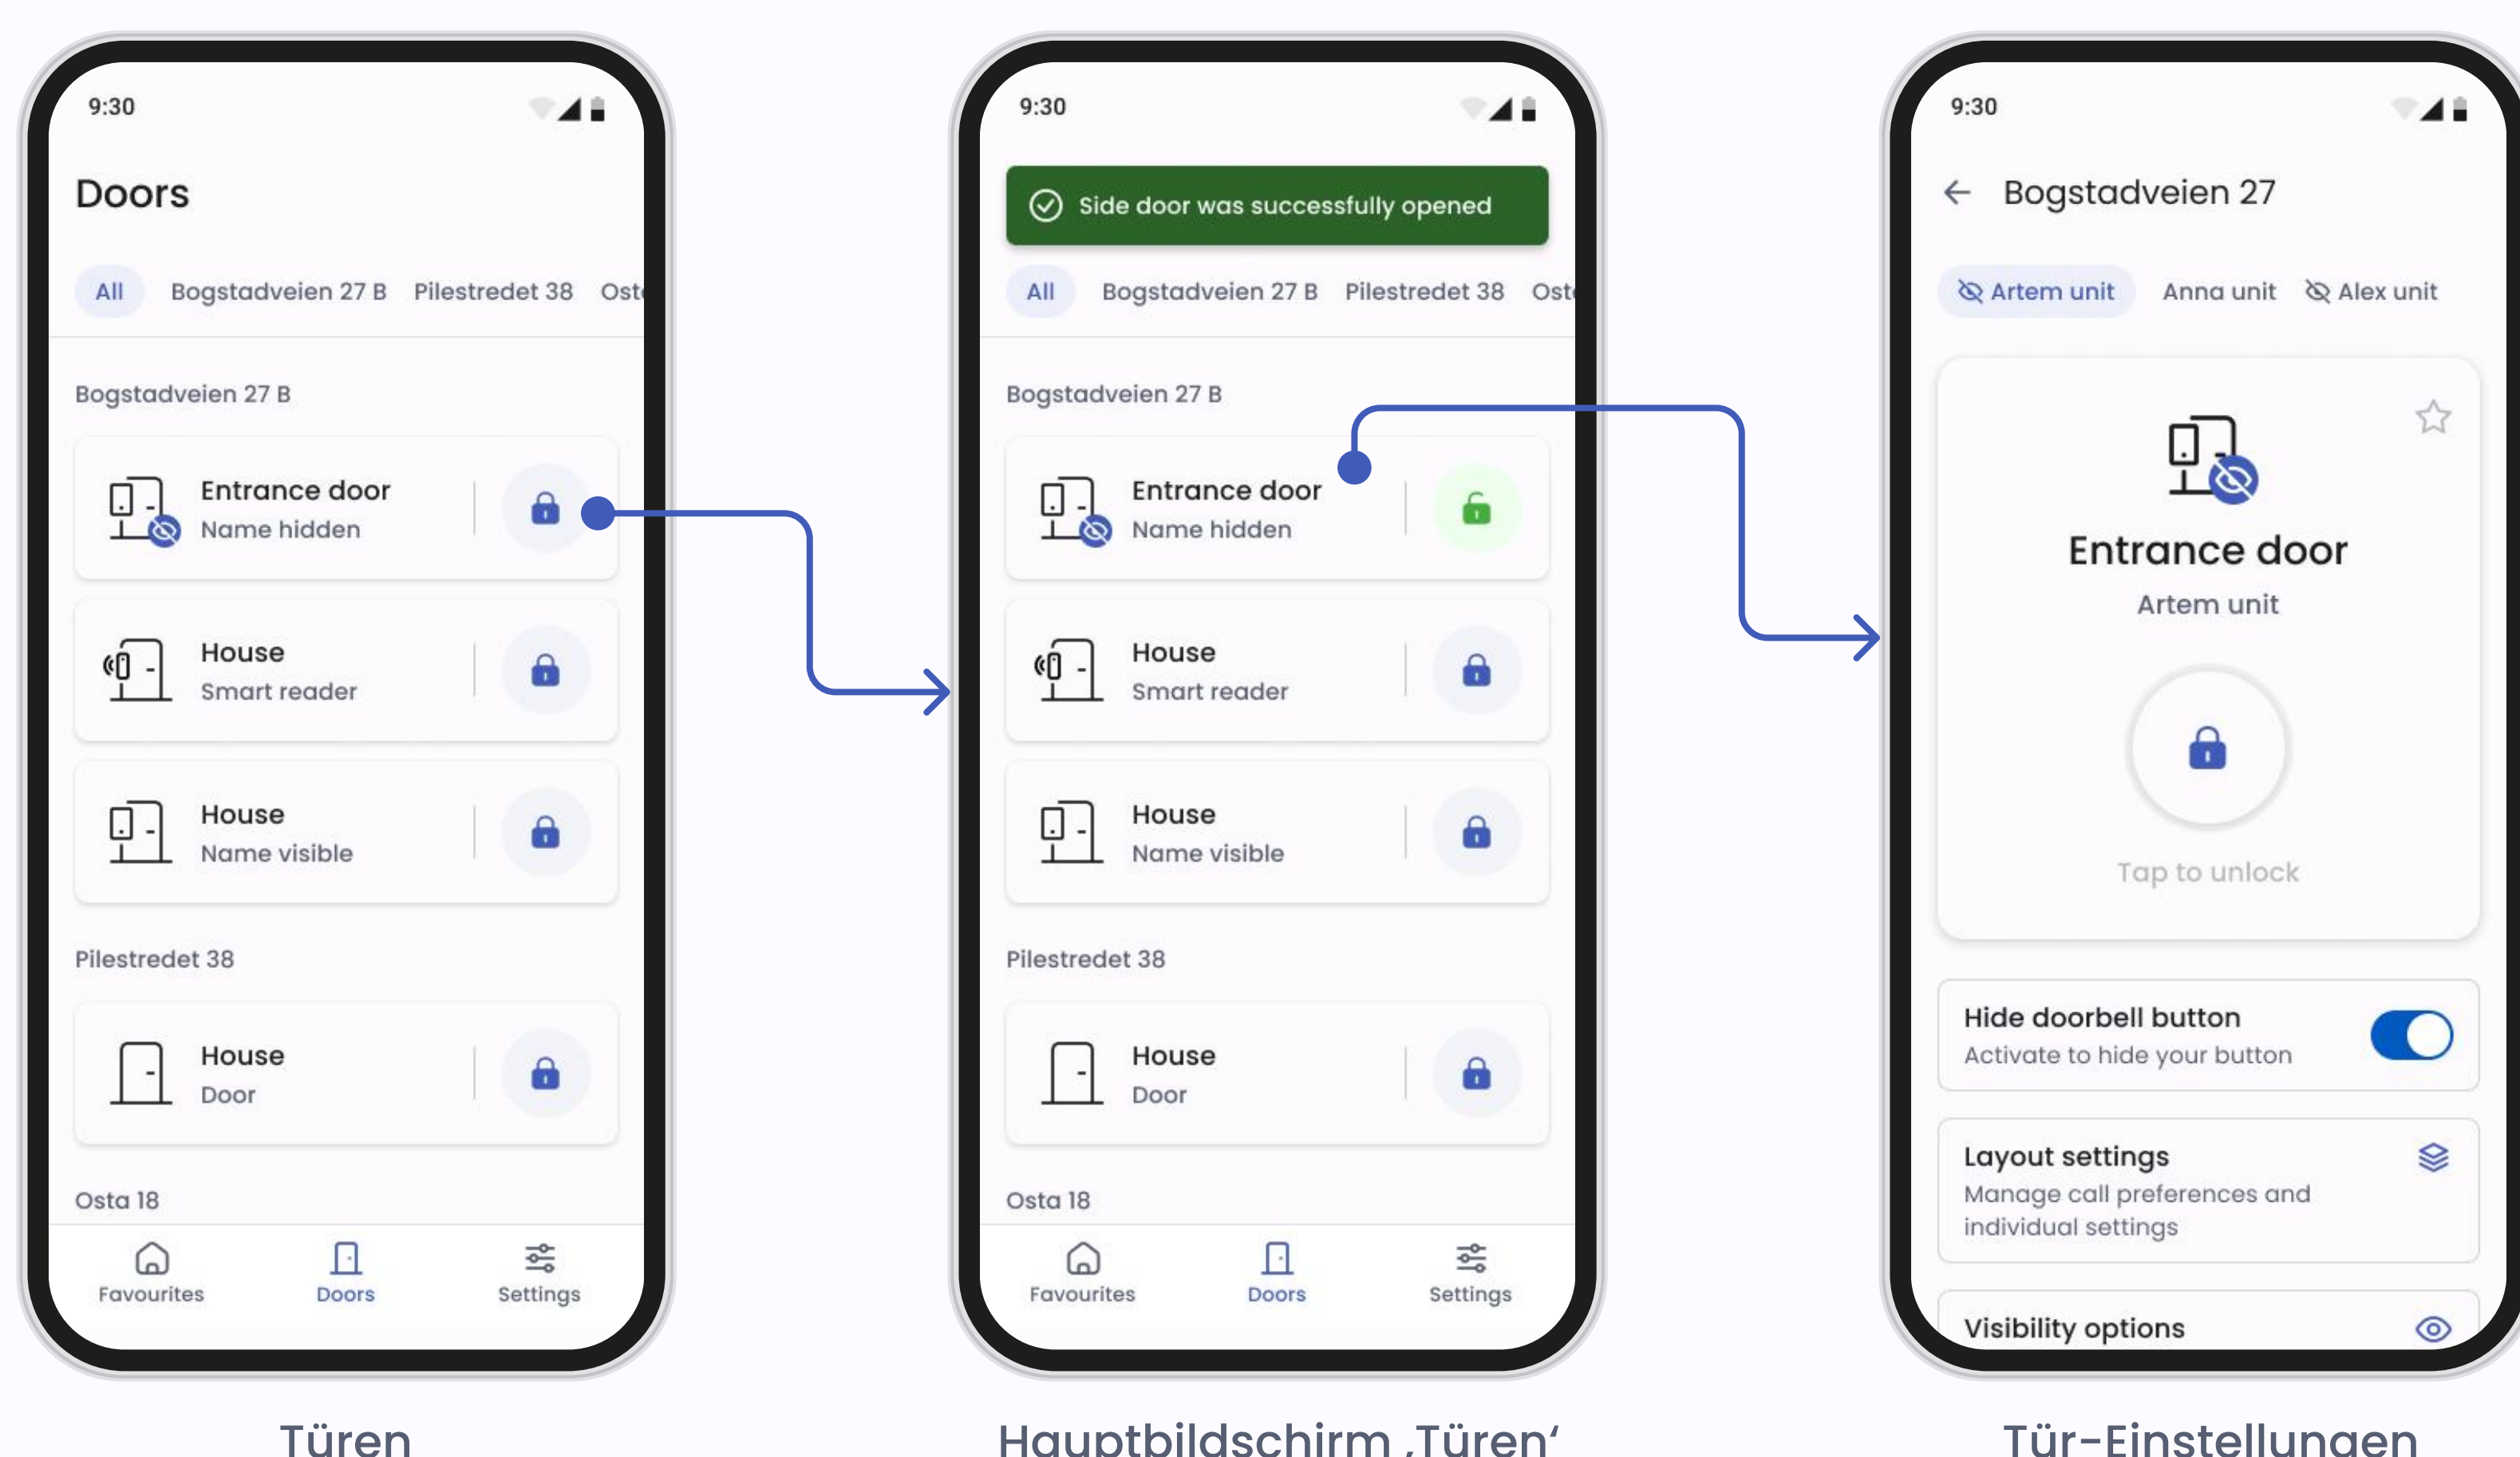 9:30
Doors
All Bogstadveien 27 B Pilestredet 38 Ost
Bogstadveien 27 B
Entrance door
Name hidden
House
Smart reader
House
Name visible
Pilestredet 38
House
Door
Osta 18
Favourites Doors Settings
Türen
9:30
Side door was successfully opened
All Bogstadveien 27 B Pilestredet 38 Ost
Bogstadveien 27 B
Entrance door
Name hidden
House
Smart reader
House
Name visible
Pilestredet 38
House
Door
Osta 18
Favourites Doors Settings
Hauptbildschirm ‚Türen‘
9:30
Bogstadveien 27
Artem unit Anna unit Alex unit
Entrance door
Artem unit
Tap to unlock
Hide doorbell button
Activate to hide your button
Layout settings
Manage call preferences and
individual settings
Visibility options
Tür-Einstellungen